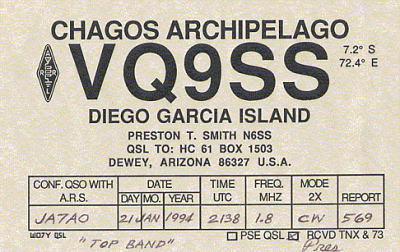 CHAGOS ARCHIPELAGO
VQ9SS
7.2° S
72.4° E
DIEGO GARCIA ISLAND
PRESTON T. SMITH N6SS
QSL TO: HC 61 BOX 1503
DEWEY, ARIZONA 86327 U.S.A.
CONF. QSO WITH A.R.S. DATE TIME FREQ. MODE
DAY MO. YEAR UTC MHZ 2X REPORT
JA7AO 21 JAN 1994 2138 1.8 CW 569
WD7Y QSL "TOP BAND" PSE QSL RCVD TNX & 73
Pres